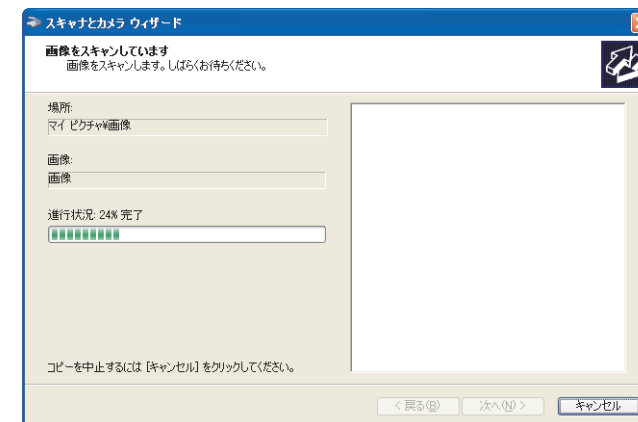 スキャナとカメラ ウィザード
画像をスキャンしています
画像をスキャンします。しばらくお待ちください。
場所:
マイ ピクチャ¥画像
画像:
画像
進行状況: 24% 完了
コピーを中止するには [キャンセル] をクリックしてください。
< 戻る(B) 次へ(N) > キャンセル